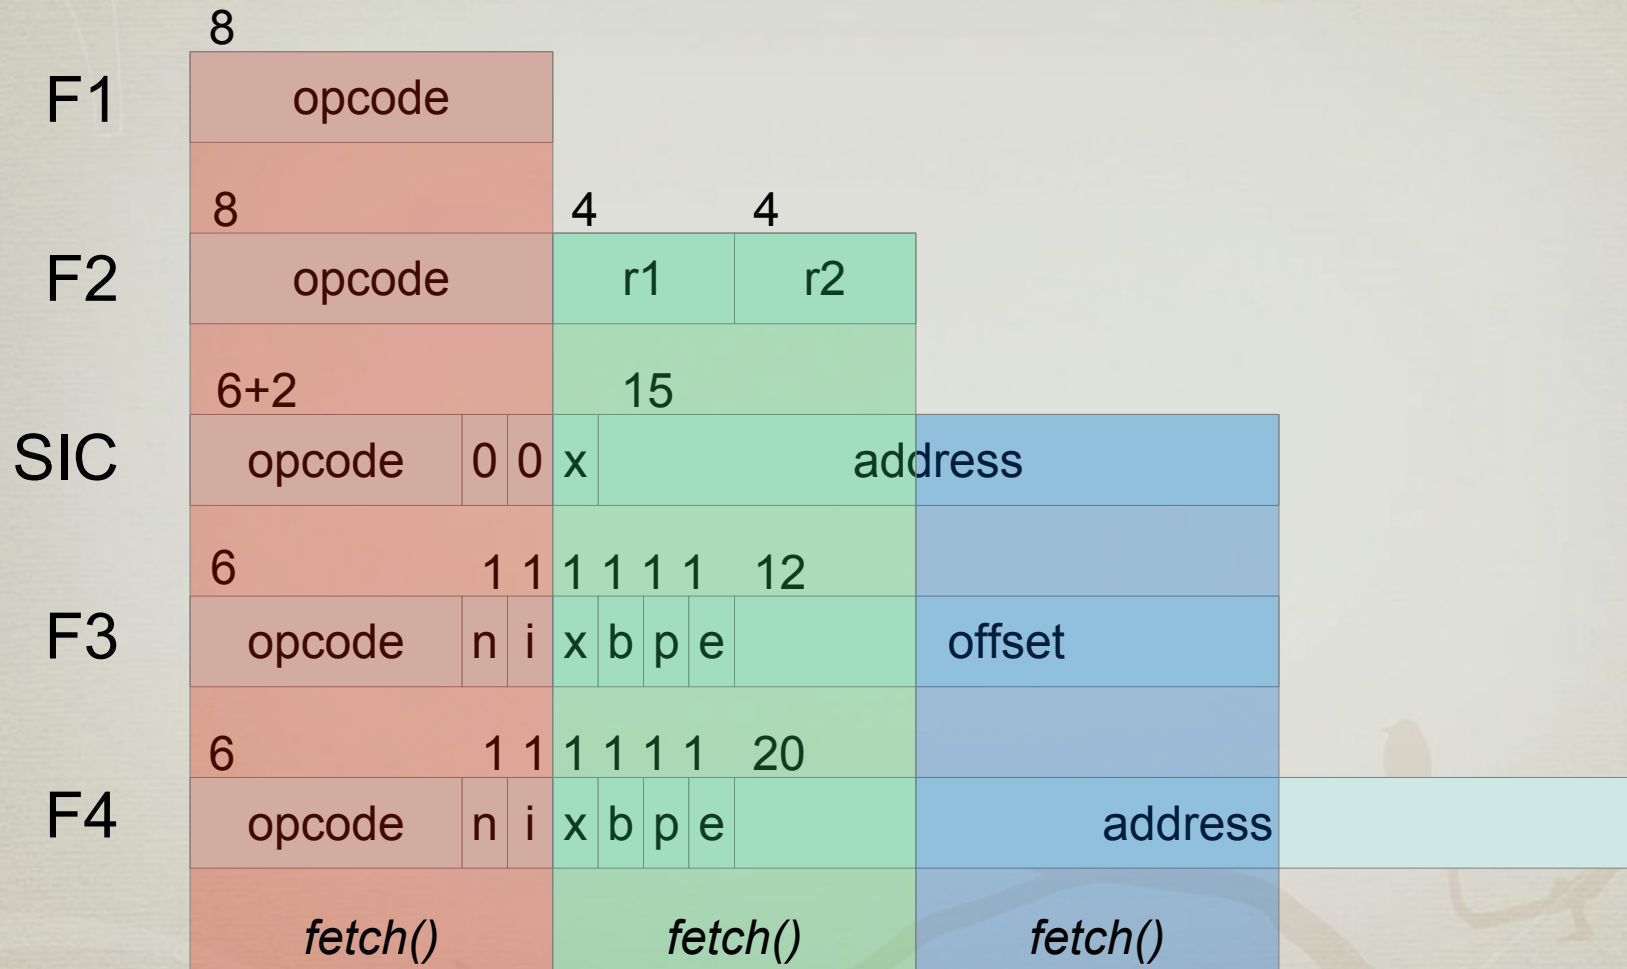 8
F1 opcode
8 4 4
F2 opcode r1 r2
6+2 15
SIC opcode 0 0 x address
6 1 1 1 1 1 1 12
F3 opcode n i x b p e offset
6 1 1 1 1 1 1 20
F4 opcode n i x b p e address
fetch() fetch() fetch()